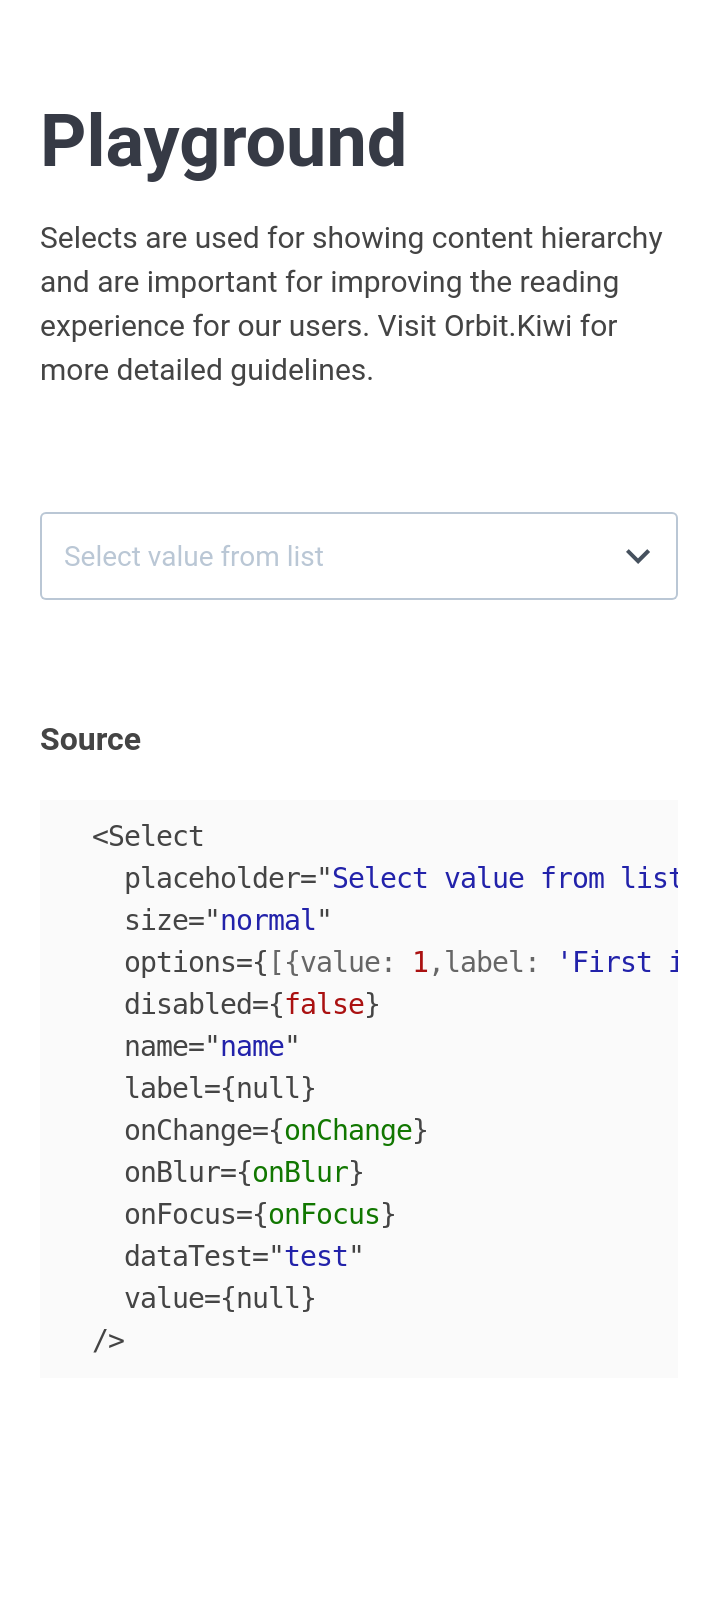 Playground
Selects are used for showing content hierarchy
and are important for improving the reading
experience for our users. Visit Orbit.Kiwi for
more detailed guidelines.
Select value from list
Source
<Select
placeholder="Select value from list
size="normal"
options={[{value: 1,label: 'First i
disabled={false}
name="name"
label={null}
onChange={onChange}
onBlur={onBlur}
onFocus={onFocus}
dataTest="test"
value={null}
/>